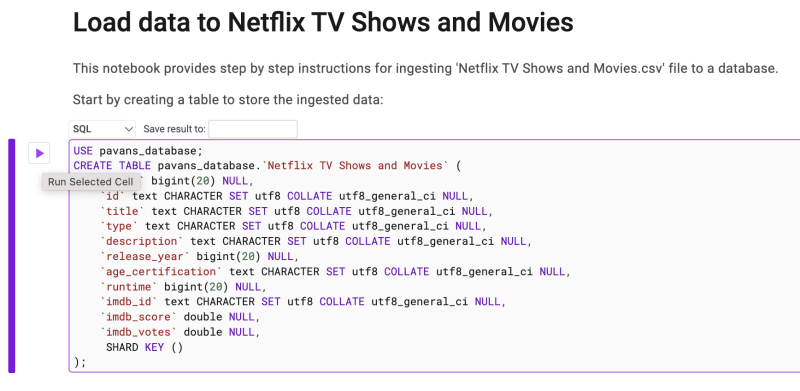 Load data to Netflix TV Shows and Movies
This notebook provides step by step instructions for ingesting 'Netflix TV Shows and Movies.csv' file to a database.
Start by creating a table to store the ingested data:
SQL Save result to:
USE pavans_database;
CREATE TABLE pavans_database.`Netflix TV Shows and Movies` (
Run Selected Cell ` bigint(20) NULL,
`id` text CHARACTER SET utf8 COLLATE utf8_general_ci NULL,
`title` text CHARACTER SET utf8 COLLATE utf8_general_ci NULL,
`type` text CHARACTER SET utf8 COLLATE utf8_general_ci NULL,
`description` text CHARACTER SET utf8 COLLATE utf8_general_ci NULL,
`release_year` bigint(20) NULL,
`age_certification` text CHARACTER SET utf8 COLLATE utf8_general_ci NULL,
`runtime` bigint(20) NULL,
`imdb_id` text CHARACTER SET utf8 COLLATE utf8_general_ci NULL,
`imdb_score` double NULL,
`imdb_votes` double NULL,
SHARD KEY ()
);